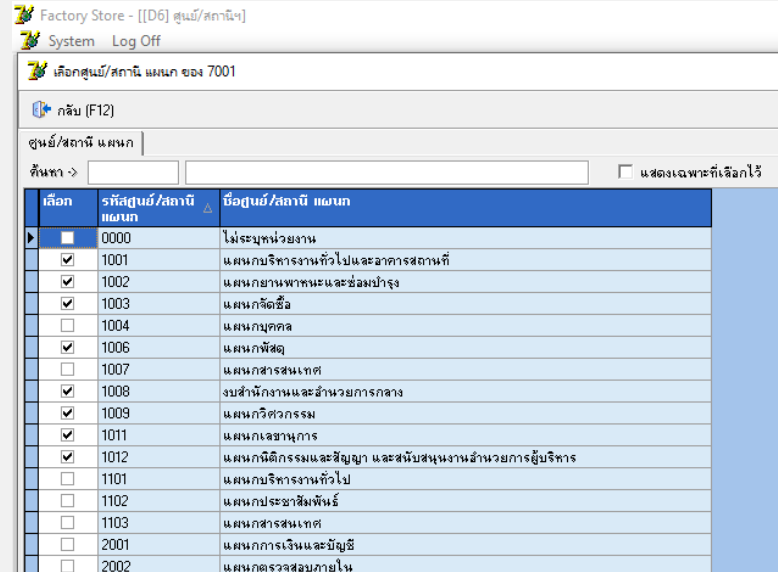 Factory Store - [[D6] ศูนย์/สถานีฯ]
System Log Off
เลือกศูนย์/สถานี แผนก ของ 7001
กลับ (F12)
ศูนย์/สถานี แผนก
ค้นหา -> แสดงเฉพาะที่เลือกไว้
เลือก รหัสศูนย์/สถานี แผนก ชื่อศูนย์/สถานี แผนก
0000 ไม่ระบุหน่วยงาน
1001 แผนกบริหารงานทั่วไปและอาคารสถานที่
1002 แผนกยานพาหนะและซ่อมบำรุง
1003 แผนกจัดซื้อ
1004 แผนกบุคคล
1006 แผนกพัสดุ
1007 แผนกสารสนเทศ
1008 งบสำนักงานและอำนวยการกลาง
1009 แผนกวิศวกรรม
1011 แผนกเลขานุการ
1012 แผนกนิติกรรมและสัญญา และสนับสนุนงานอำนวยการผู้บริหาร
1101 แผนกบริหารงานทั่วไป
1102 แผนกประชาสัมพันธ์
1103 แผนกสารสนเทศ
2001 แผนกการเงินและบัญชี
2002 แผนกตรวจสอบภายใน